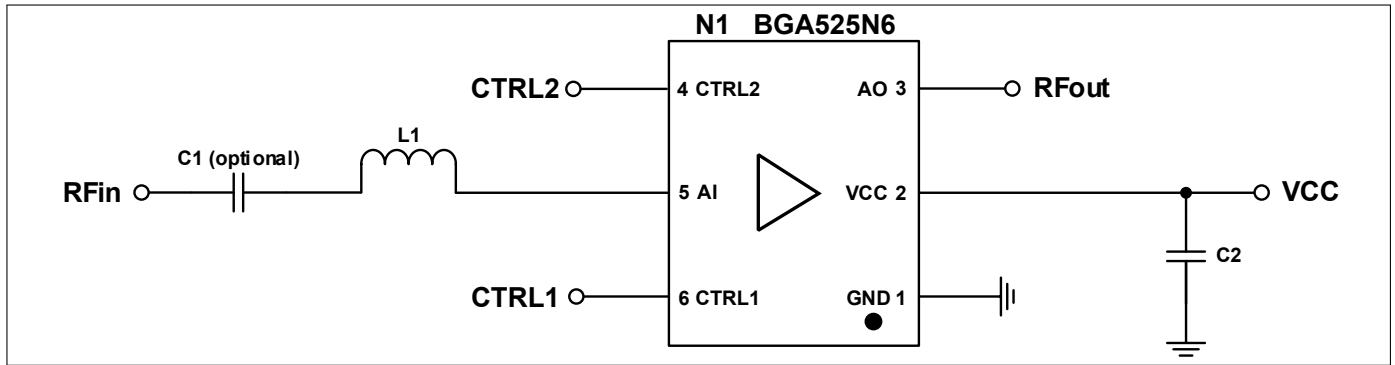 N1 BGA525N6
CTRL2
4 CTRL2
AO 3
RFout
C1 (optional)
L1
RFin
5 AI
VCC 2
VCC
C2
CTRL1
6 CTRL1
GND 1